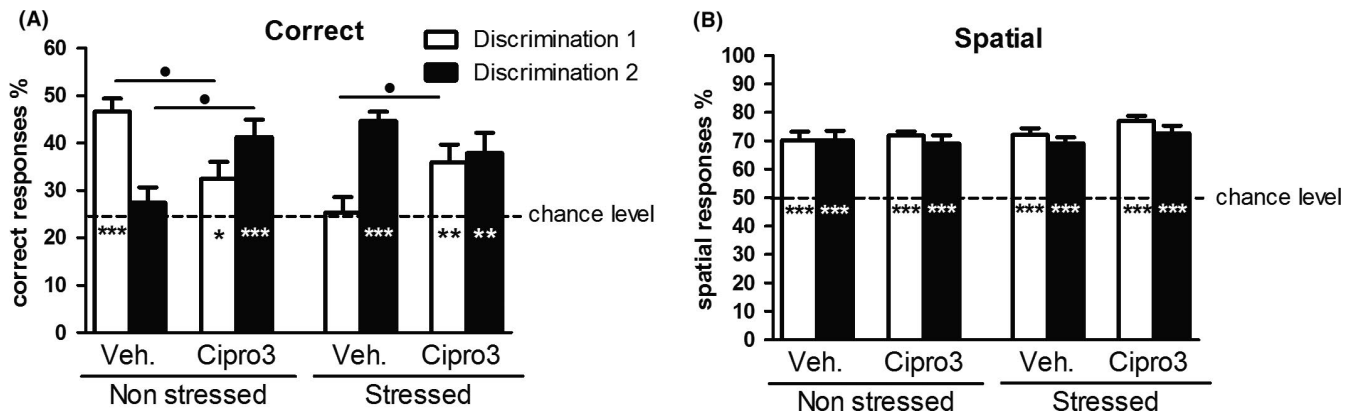 (A)
Correct
Discrimination 1
Discrimination 2
correct responses %
60
50
40
30
20
10
0
chance level
*** * *** *** ** **
Veh. Cipro3 Veh. Cipro3
Non stressed Stressed
(B)
Spatial
spatial responses %
100
90
80
70
60
50
40
30
20
10
0
chance level
*** *** *** *** *** *** *** ***
Veh. Cipro3 Veh. Cipro3
Non stressed Stressed